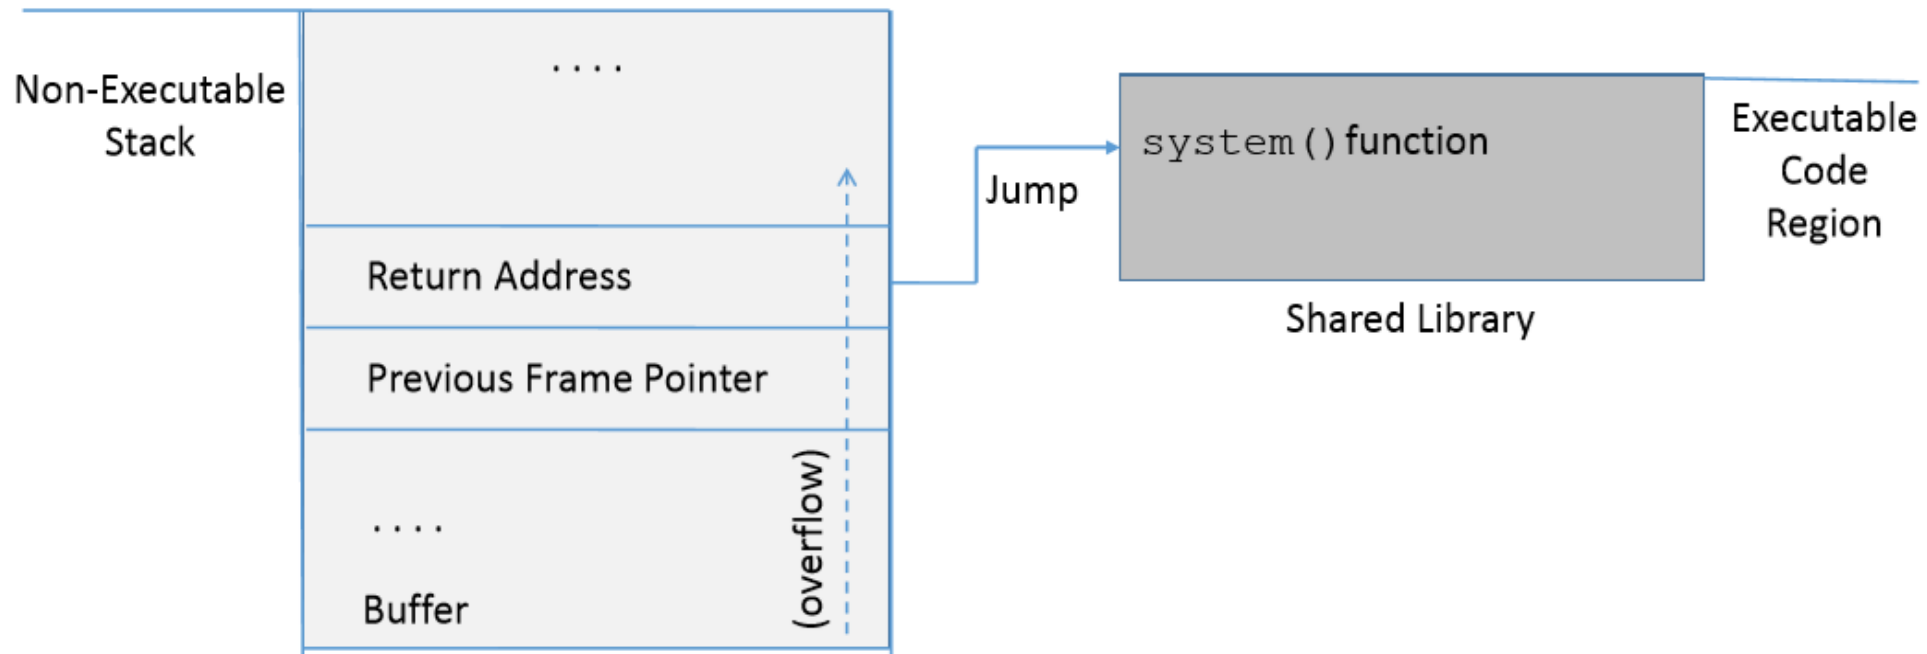 Non-Executable
Stack
....
Return Address
Previous Frame Pointer
....
Buffer
(overflow)
Jump
system() function
Shared Library
Executable
Code
Region